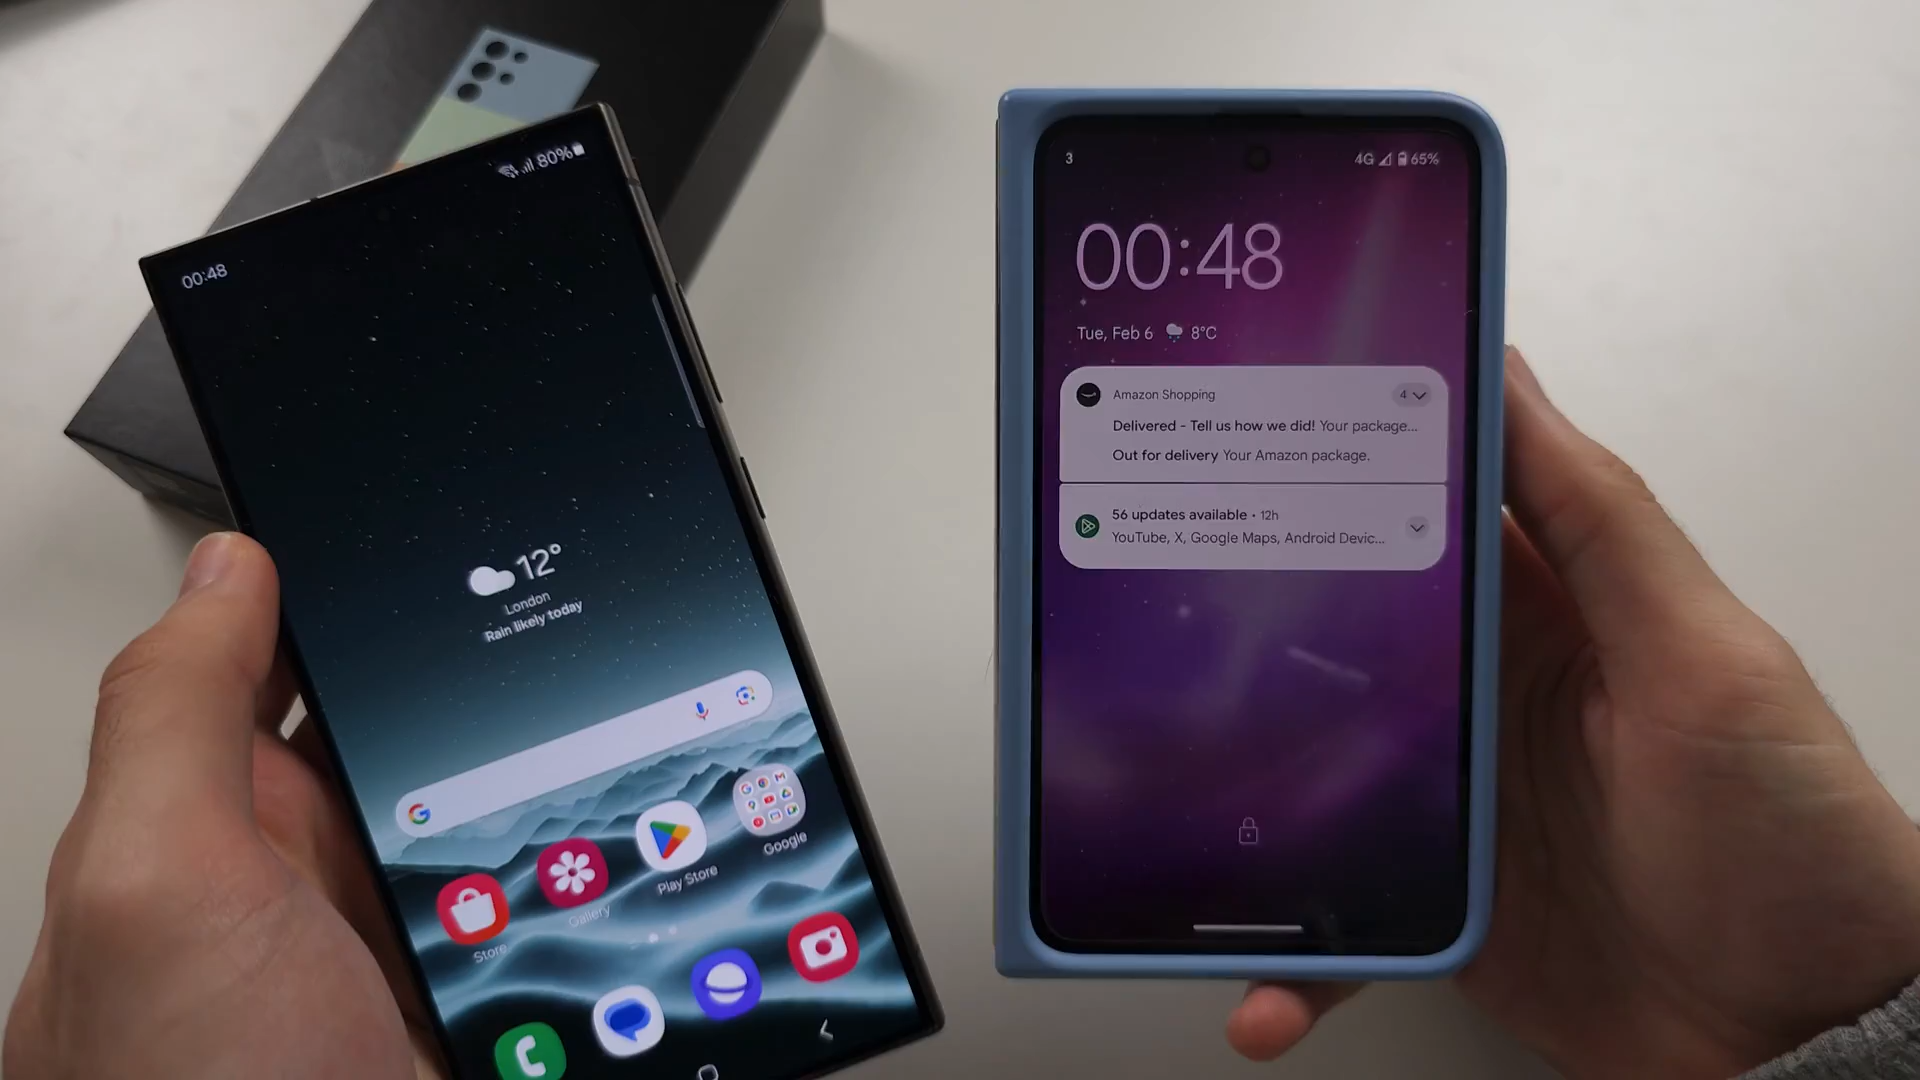 80%
00:48
12°
London
Rain likely today
Google
Play Store
Gallery
Store
3
4G 65%
00:48
Tue, Feb 6 8°C
Amazon Shopping 4
Delivered - Tell us how we did! Your package...
Out for delivery Your Amazon package.
56 updates available • 12h
YouTube, X, Google Maps, Android Devic...